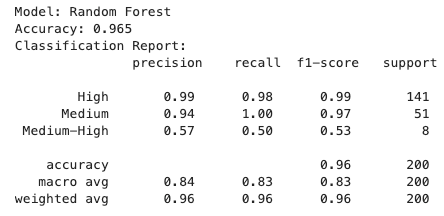 Model: Random Forest
Accuracy: 0.965
Classification Report:
precision recall f1-score support
High 0.99 0.98 0.99 141
Medium 0.94 1.00 0.97 51
Medium-High 0.57 0.50 0.53 8
accuracy 0.96 200
macro avg 0.84 0.83 0.83 200
weighted avg 0.96 0.96 0.96 200